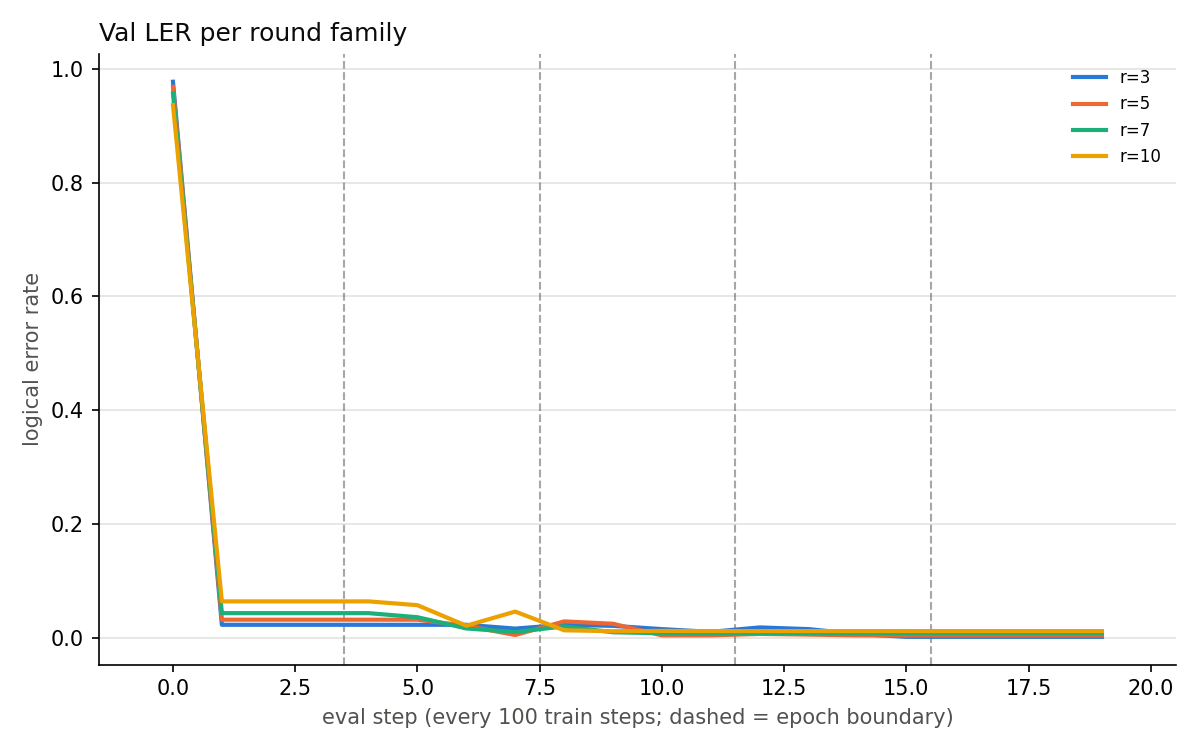 Val LER per round family
r=3
r=5
r=7
r=10
logical error rate
1.0
0.8
0.6
0.4
0.2
0.0
0.0 2.5 5.0 7.5 10.0 12.5 15.0 17.5 20.0
eval step (every 100 train steps; dashed = epoch boundary)